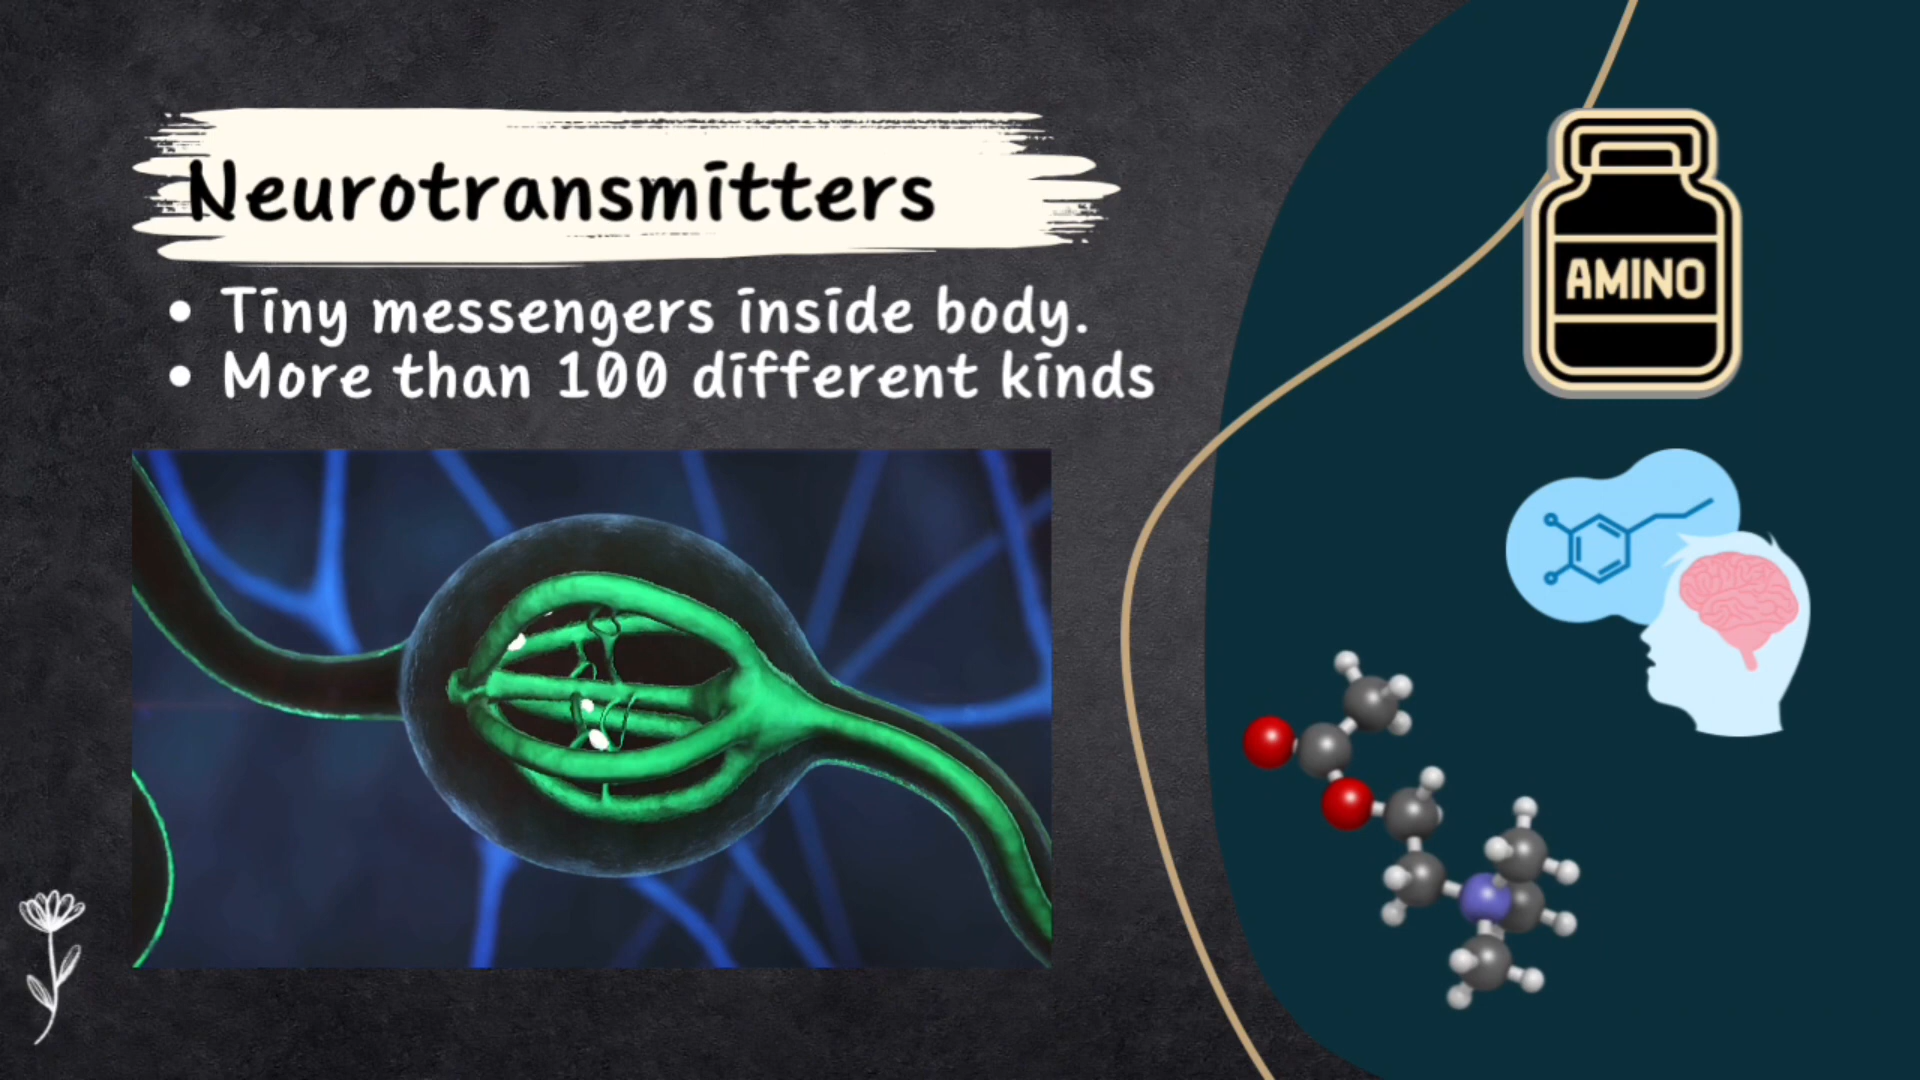 Neurotransmitters
• Tiny messengers inside body.
• More than 100 different kinds
AMINO